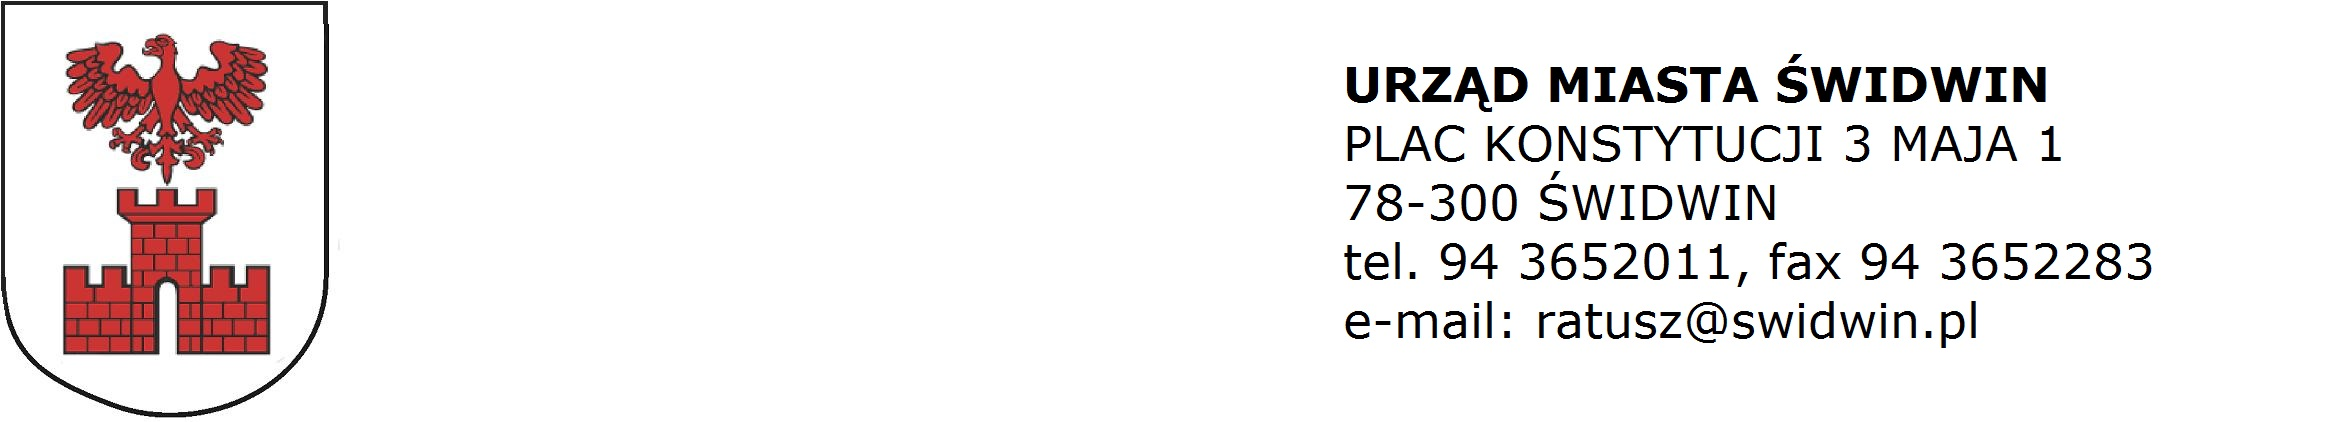 URZĄD MIASTA ŚWIDWIN
PLAC KONSTYTUCJI 3 MAJA 1
78-300 ŚWIDWIN
tel. 94 3652011, fax 94 3652283
e-mail: ratusz@swidwin.pl